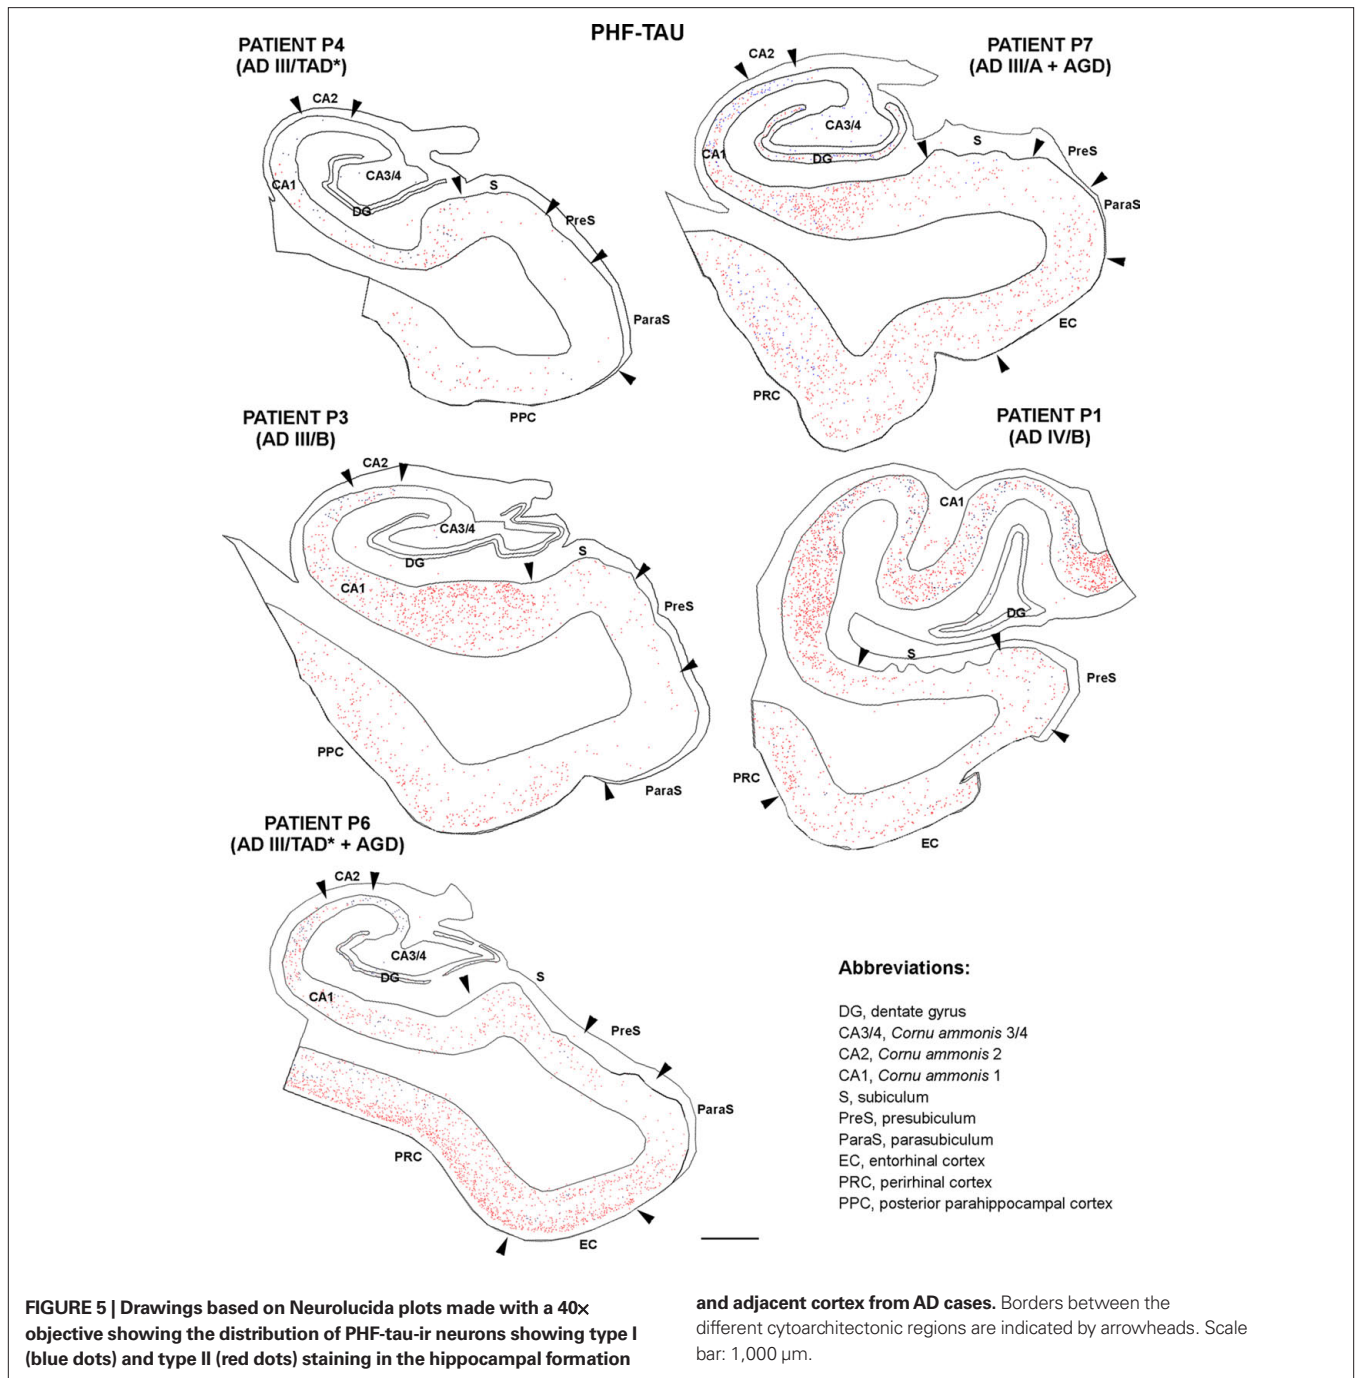 PHF-TAU
PATIENT P4
(AD III/TAD*)
CA2
CA1
CA3/4
DG
S
PreS
ParaS
PPC
PATIENT P7
(AD III/A + AGD)
CA2
CA1
CA3/4
DG
S
PreS
ParaS
EC
PRC
PATIENT P3
(AD III/B)
CA2
CA3/4
DG
CA1
S
PreS
PPC
ParaS
PATIENT P1
(AD IV/B)
CA1
DG
S
PreS
PRC
EC
PATIENT P6
(AD III/TAD* + AGD)
CA2
CA3/4
DG
CA1
S
PreS
ParaS
PRC
EC
Abbreviations:
DG, dentate gyrus
CA3/4, Cornu ammonis 3/4
CA2, Cornu ammonis 2
CA1, Cornu ammonis 1
S, subiculum
PreS, presubiculum
ParaS, parasubiculum
EC, entorhinal cortex
PRC, perirhinal cortex
PPC, posterior parahippocampal cortex
FIGURE 5 | Drawings based on Neurolucida plots made with a 40×
objective showing the distribution of PHF-tau-ir neurons showing type I
(blue dots) and type II (red dots) staining in the hippocampal formation
and adjacent cortex from AD cases. Borders between the
different cytoarchitectonic regions are indicated by arrowheads. Scale
bar: 1,000 µm.